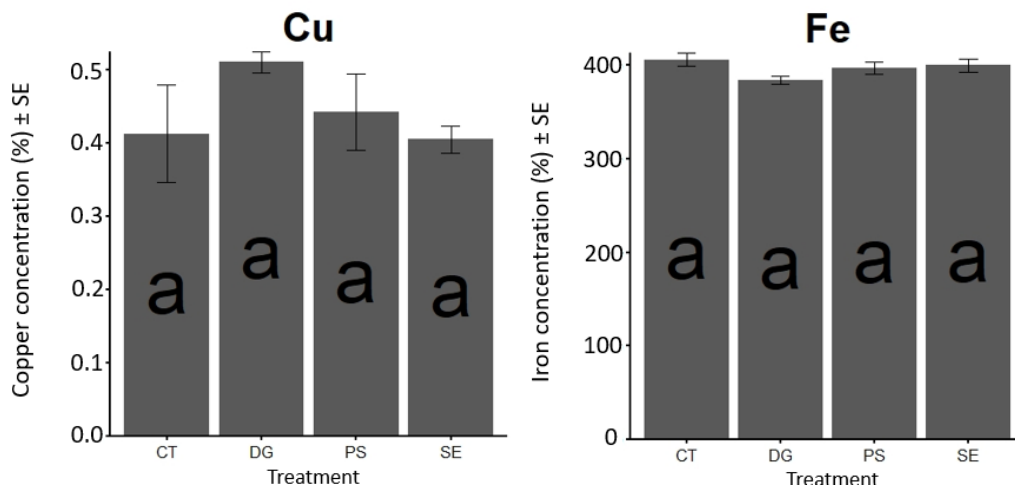 Cu
Copper concentration (%) ± SE
0.5
0.4
0.3
0.2
0.1
0.0
a
a
a
a
CT DG PS SE
Treatment
Fe
Iron concentration (%) ± SE
400
300
200
100
0
a
a
a
a
CT DG PS SE
Treatment